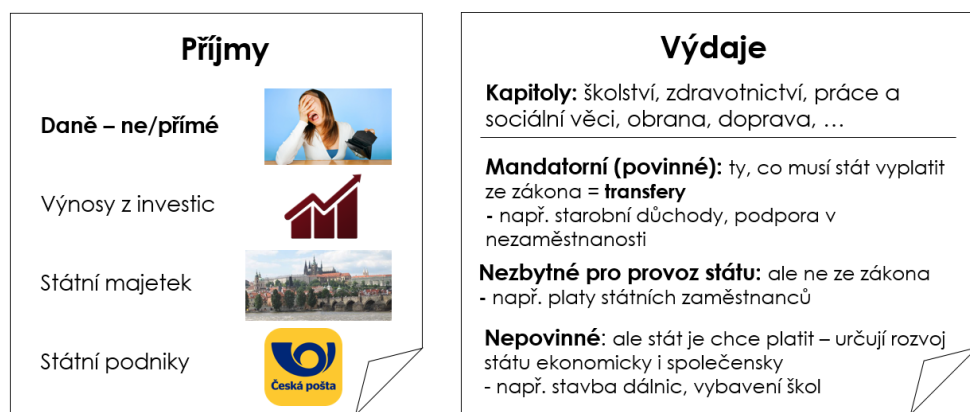 Příjmy
Daně – ne/přímé
Výnosy z investic
Státní majetek
Státní podniky
Česká pošta
Výdaje
Kapitoly: školství, zdravotnictví, práce a
sociální věci, obrana, doprava, …
Mandatorní (povinné): ty, co musí stát vyplatit
ze zákona = transfery
- např. starobní důchody, podpora v
nezaměstnanosti
Nezbytné pro provoz státu: ale ne ze zákona
- např. platy státních zaměstnanců
Nepovinné: ale stát je chce platit – určují rozvoj
státu ekonomicky i společensky
- např. stavba dálnic, vybavení škol